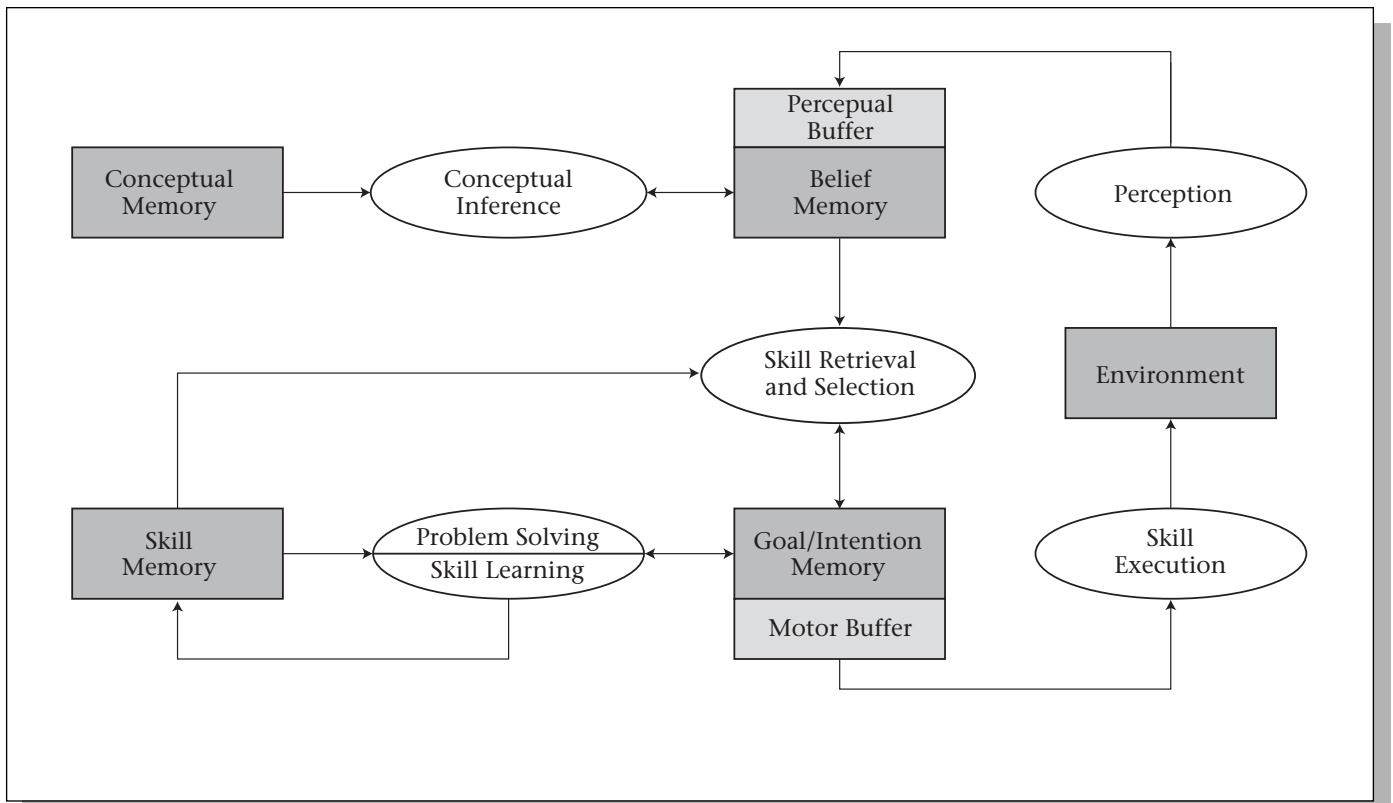 Percepual
Buffer
Conceptual
Memory
Conceptual
Inference
Belief
Memory
Perception
Skill Retrieval
and Selection
Environment
Skill
Memory
Problem Solving
Skill Learning
Goal/Intention
Memory
Motor Buffer
Skill
Execution